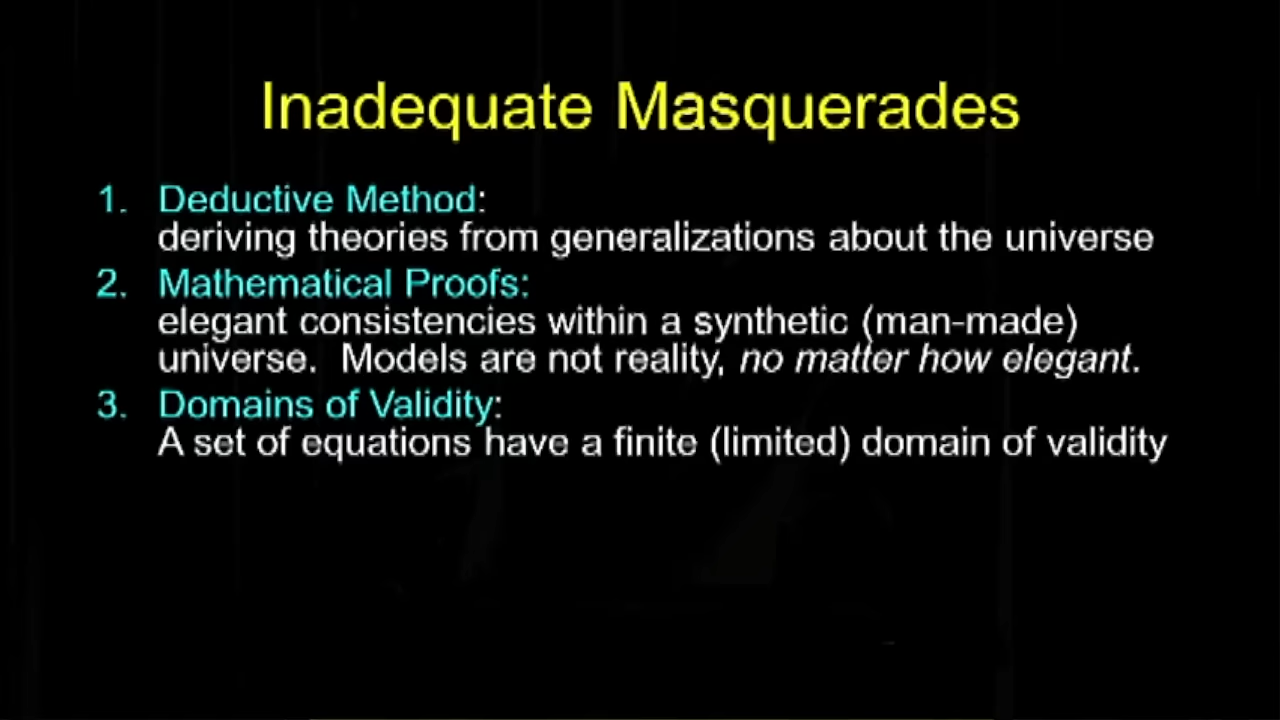 Inadequate Masquerades
1. Deductive Method:
deriving theories from generalizations about the universe
2. Mathematical Proofs:
elegant consistencies within a synthetic (man-made)
universe. Models are not reality, no matter how elegant.
3. Domains of Validity:
A set of equations have a finite (limited) domain of validity